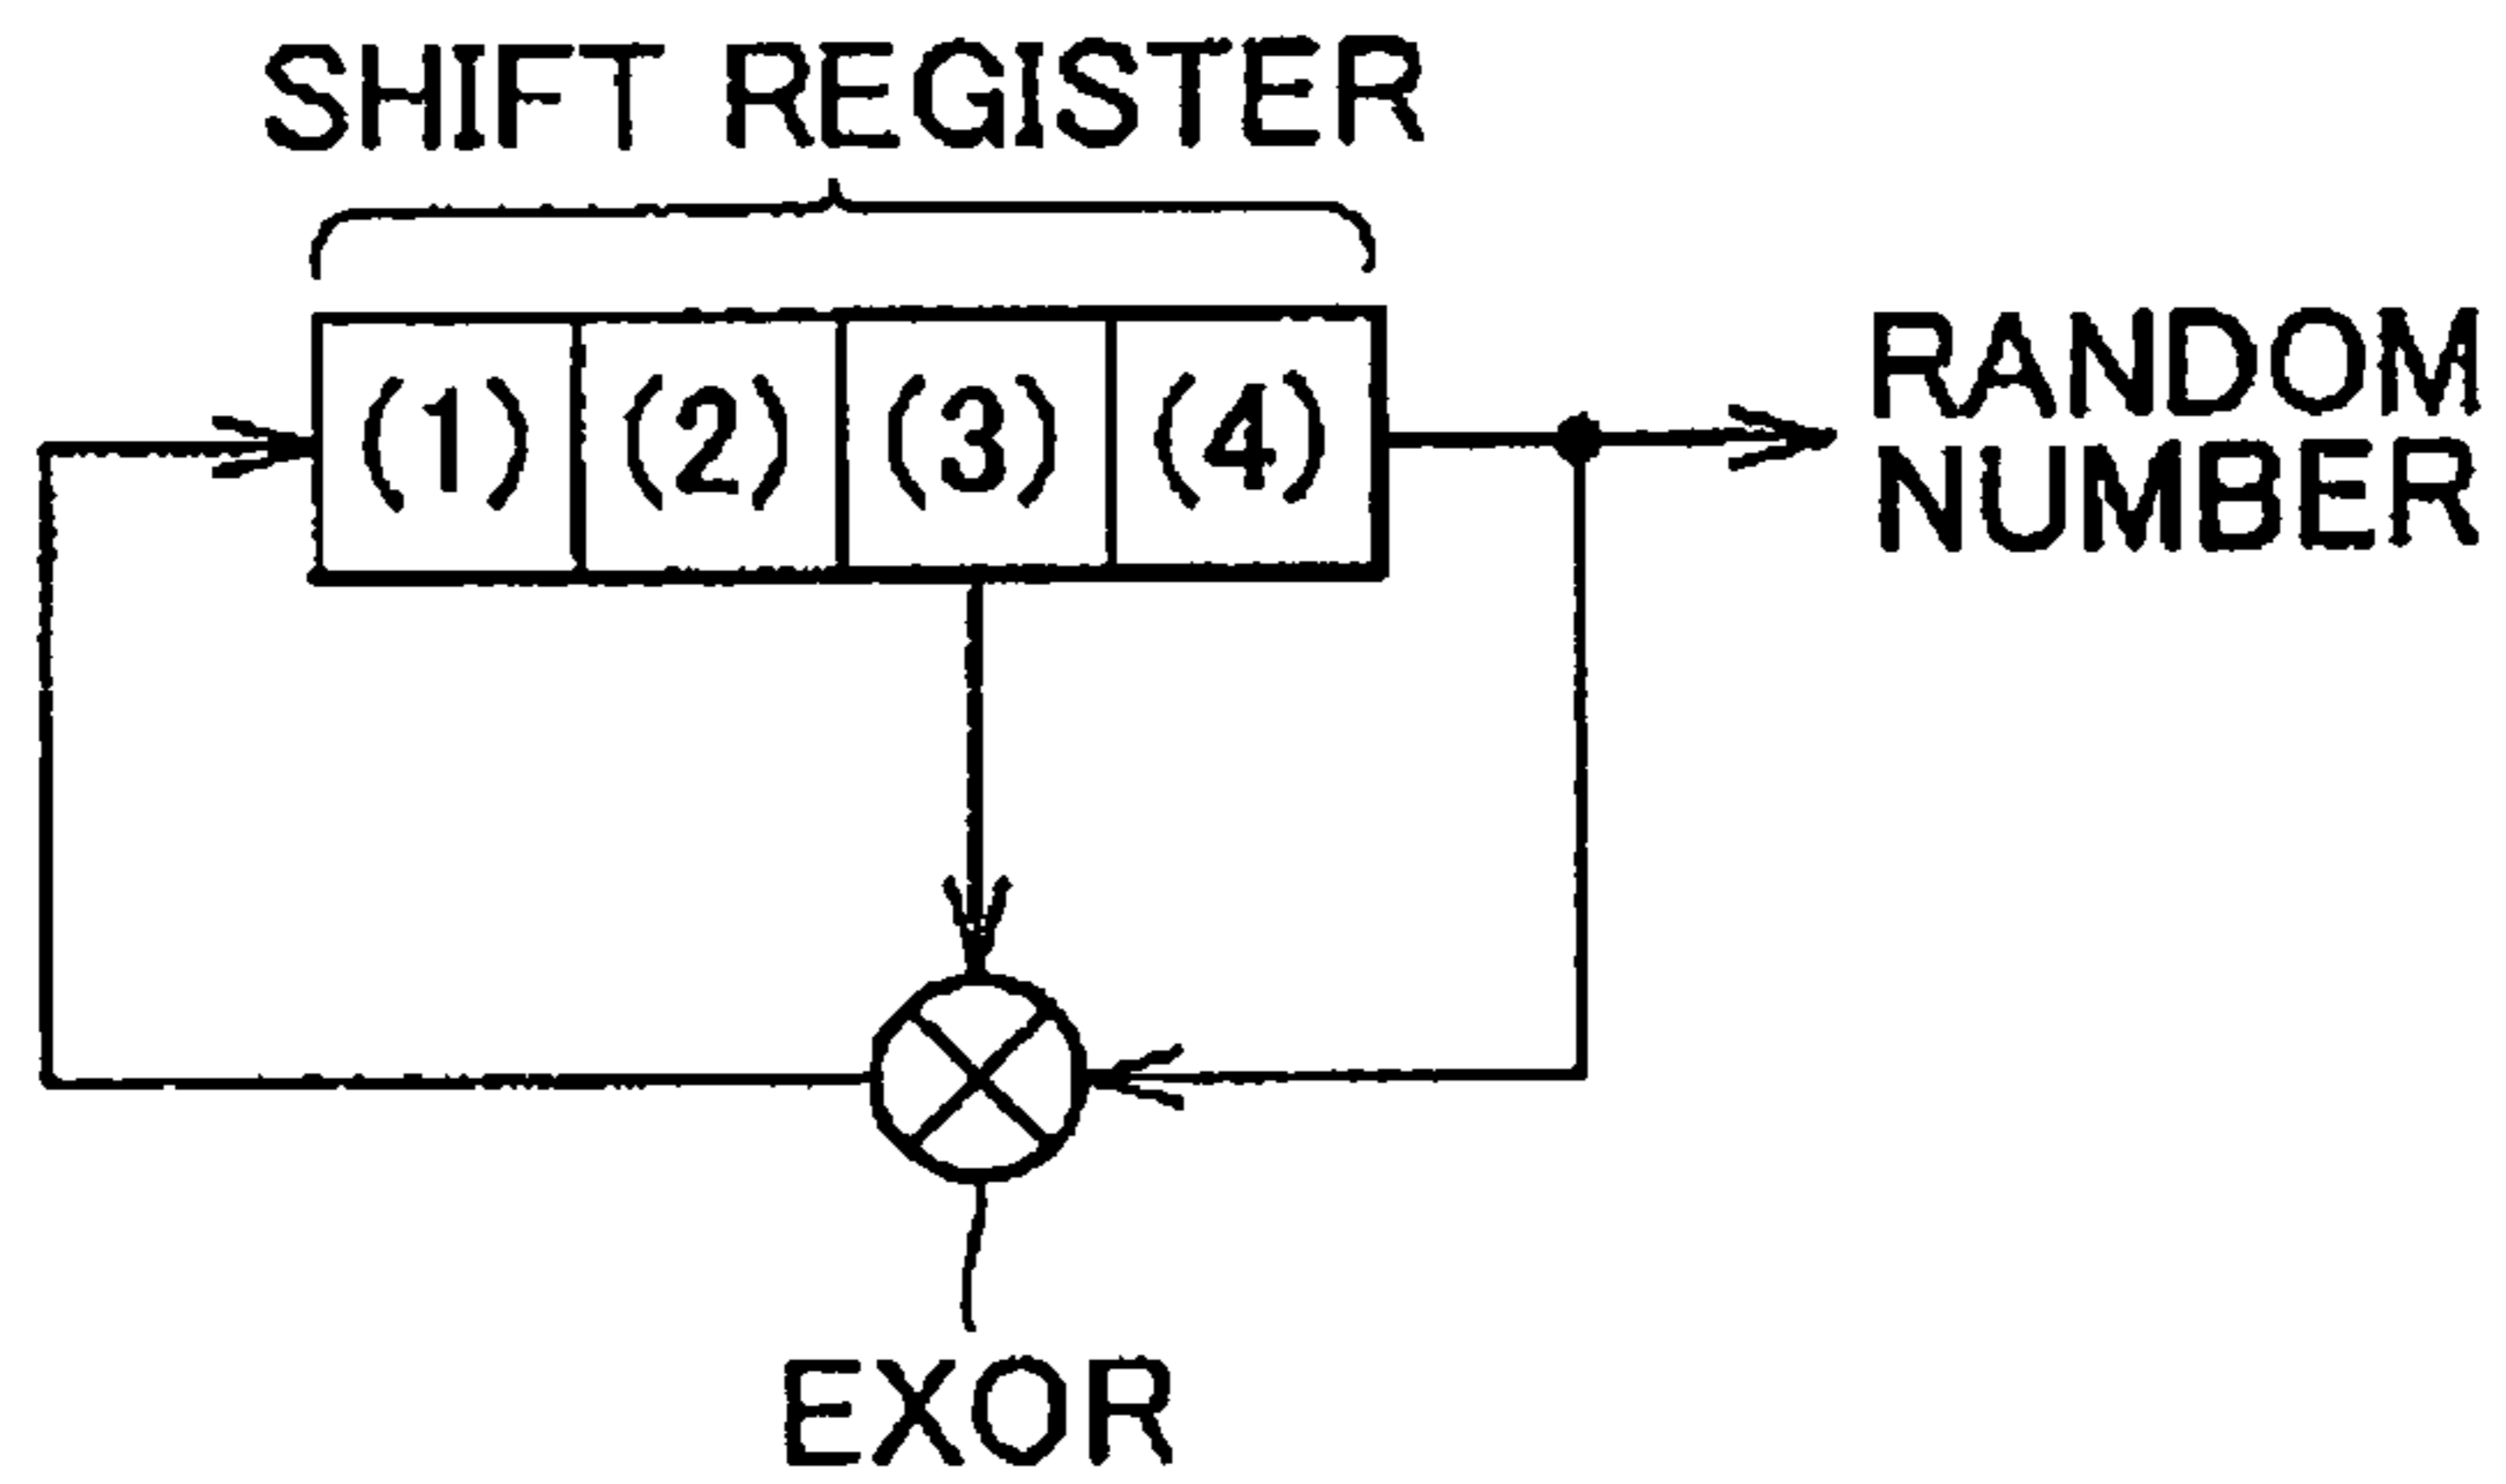 SHIFT REGISTER
(1) (2) (3) (4)
RANDOM
NUMBER
EXOR